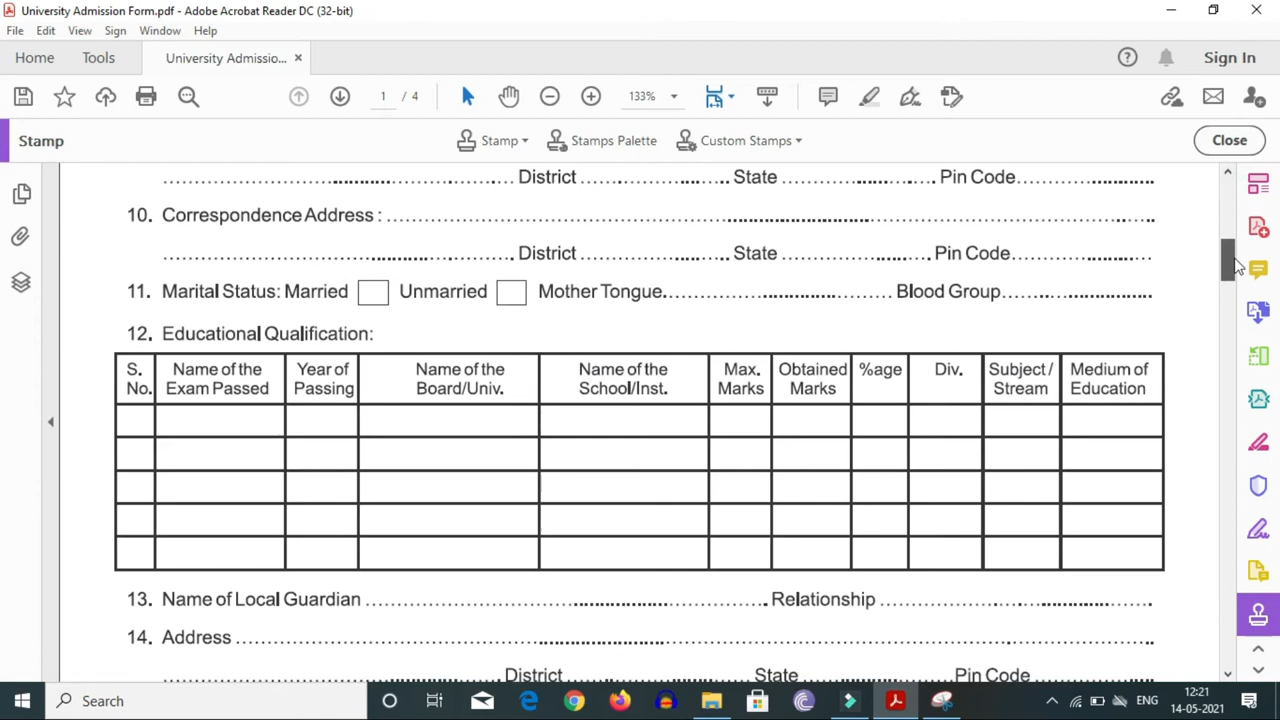 University Admission Form.pdf - Adobe Acrobat Reader DC (32-bit)
File Edit View Sign Window Help
Home Tools University Admissio... × Sign In
1 / 4 133%
Stamp Stamp Stamps Palette Custom Stamps Close
District State Pin Code
10. Correspondence Address :
District State Pin Code
11. Marital Status: Married Unmarried Mother Tongue Blood Group
12. Educational Qualification:
S. No. Name of the Exam Passed Year of Passing Name of the Board/Univ. Name of the School/Inst. Max. Marks Obtained Marks %age Div. Subject / Stream Medium of Education
13. Name of Local Guardian Relationship
14. Address
District State Pin Code
Search ENG 12:21
14-05-2021